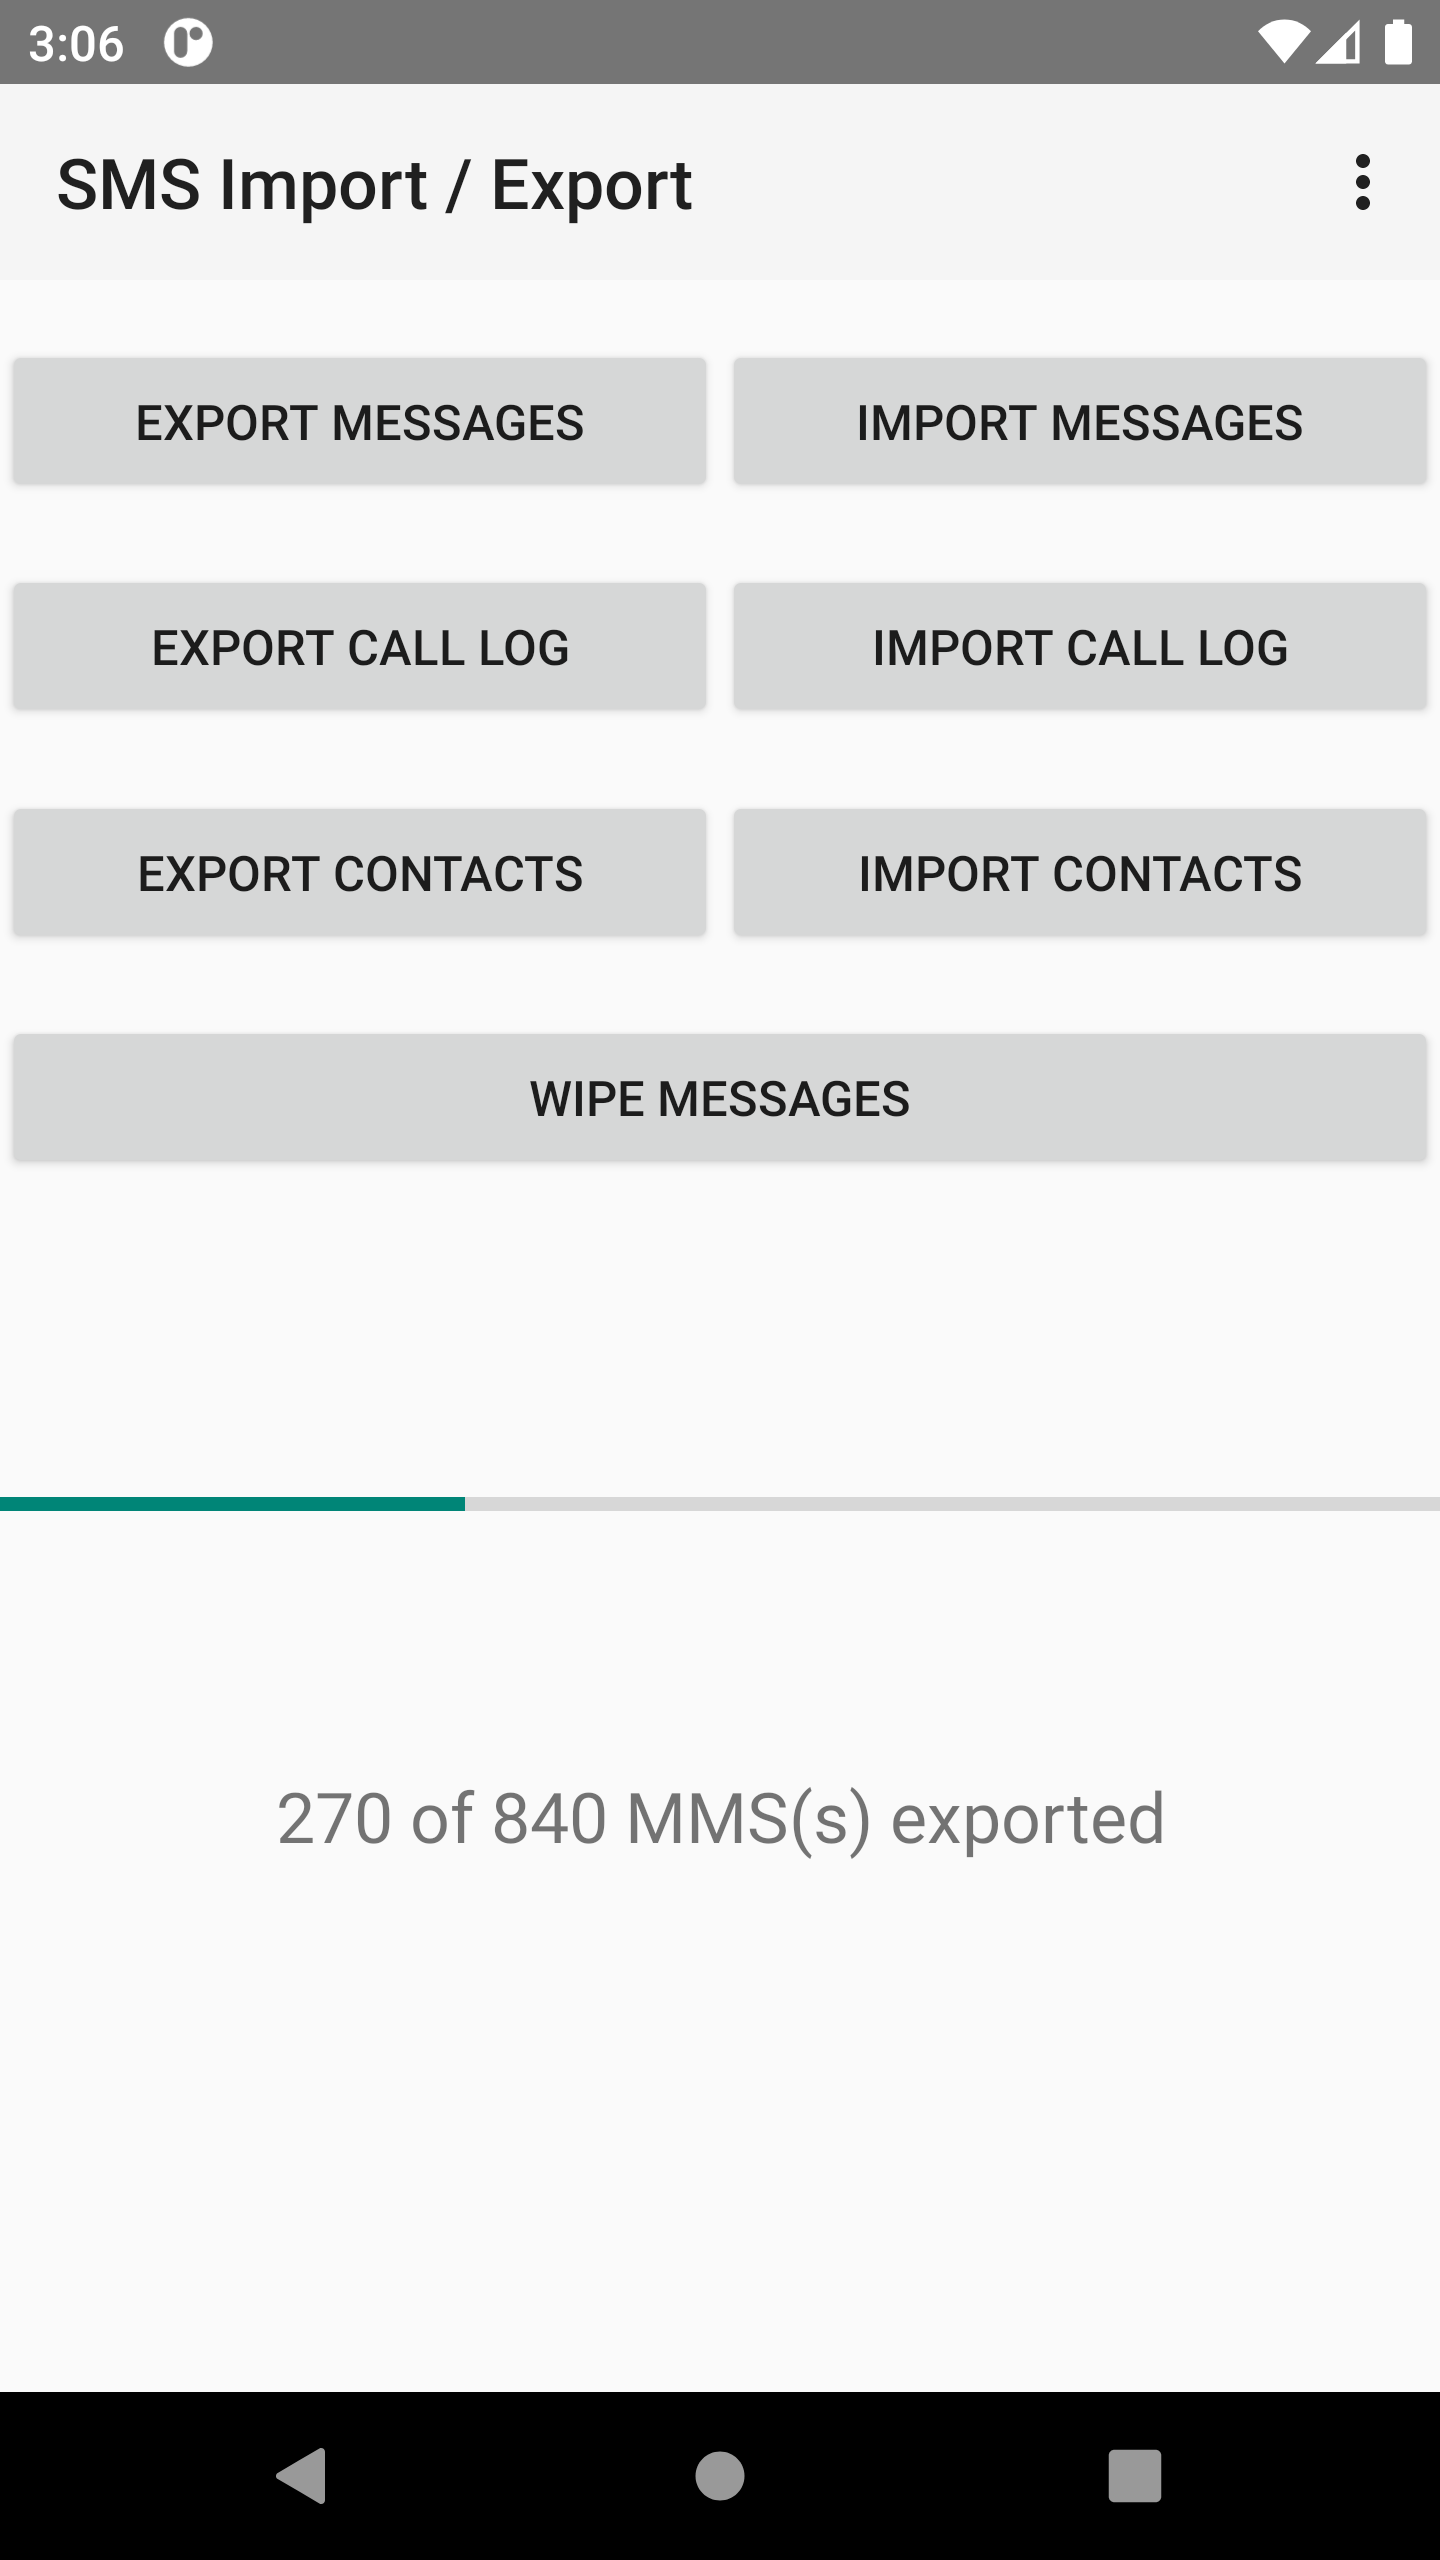 3:06
SMS Import / Export
EXPORT MESSAGES
IMPORT MESSAGES
EXPORT CALL LOG
IMPORT CALL LOG
EXPORT CONTACTS
IMPORT CONTACTS
WIPE MESSAGES
270 of 840 MMS(s) exported